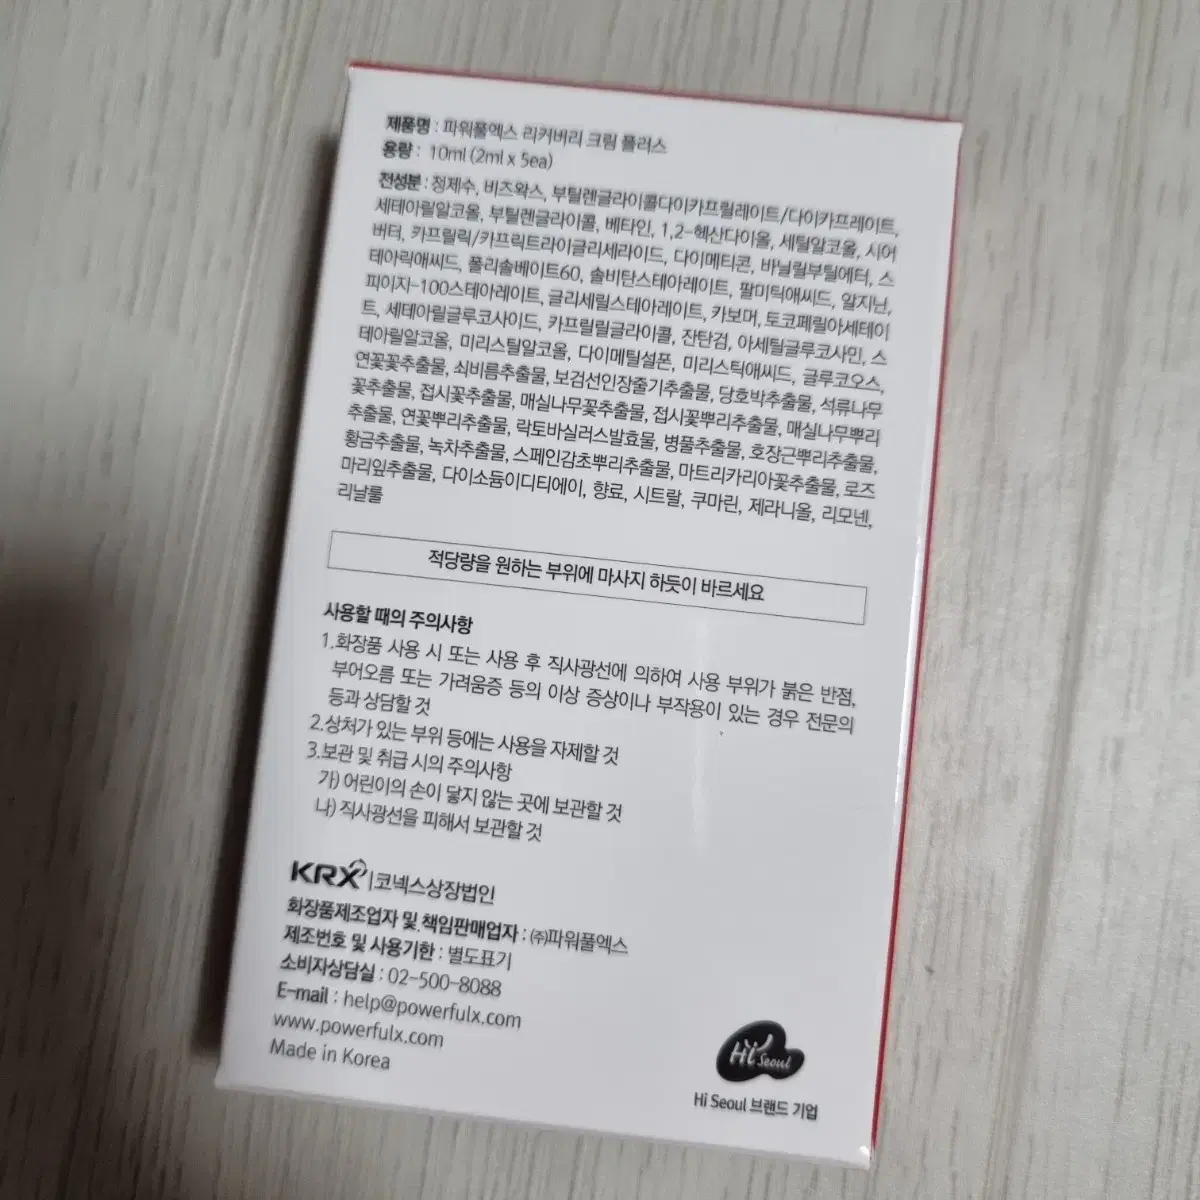 제품명 : 파워풀엑스 리커버리 크림 플러스
용량 : 10ml (2ml x 5ea)
전성분 : 정제수, 비즈왁스, 부틸렌글라이콜다이카프릴레이트/다이카프레이트,
세테아릴알코올, 부틸렌글라이콜, 베타인, 1,2-헥산다이올, 세틸알코올, 시어
버터, 카프릴릭/카프릭트라이글리세라이드, 다이메티콘, 바닐릴부틸에터, 스
테아릭애씨드, 폴리솔베이트60, 솔비탄스테아레이트, 팔미틱애씨드, 알지닌,
피이지-100스테아레이트, 글리세릴스테아레이트, 카보머, 토코페릴아세테이
트, 세테아릴글루코사이드, 카프릴릴글라이콜, 잔탄검, 아세틸글루코사민, 스
테아릴알코올, 미리스틸알코올, 다이메틸설폰, 미리스틱애씨드, 글루코오스,
연꽃꽃추출물, 쇠비름추출물, 보검선인장줄기추출물, 당호박추출물, 석류나무
꽃추출물, 접시꽃추출물, 매실나무꽃추출물, 접시꽃뿌리추출물, 매실나무뿌리
추출물, 연꽃뿌리추출물, 락토바실러스발효물, 병풀추출물, 호장근뿌리추출물,
황금추출물, 녹차추출물, 스페인감초뿌리추출물, 마트리카리아꽃추출물, 로즈
마리잎추출물, 다이소듐이디티에이, 향료, 시트랄, 쿠마린, 제라니올, 리모넨,
리날룰
적당량을 원하는 부위에 마사지 하듯이 바르세요
사용할 때의 주의사항
1.화장품 사용 시 또는 사용 후 직사광선에 의하여 사용 부위가 붉은 반점,
부어오름 또는 가려움증 등의 이상 증상이나 부작용이 있는 경우 전문의
등과 상담할 것
2.상처가 있는 부위 등에는 사용을 자제할 것
3.보관 및 취급 시의 주의사항
가) 어린이의 손이 닿지 않는 곳에 보관할 것
나) 직사광선을 피해서 보관할 것
KRX | 코넥스상장법인
화장품제조업자 및 책임판매업자 : ㈜파워풀엑스
제조번호 및 사용기한 : 별도표기
소비자상담실 : 02-500-8088
E-mail : help@powerfulx.com
www.powerfulx.com
Made in Korea
Hi Seoul
Hi Seoul 브랜드 기업